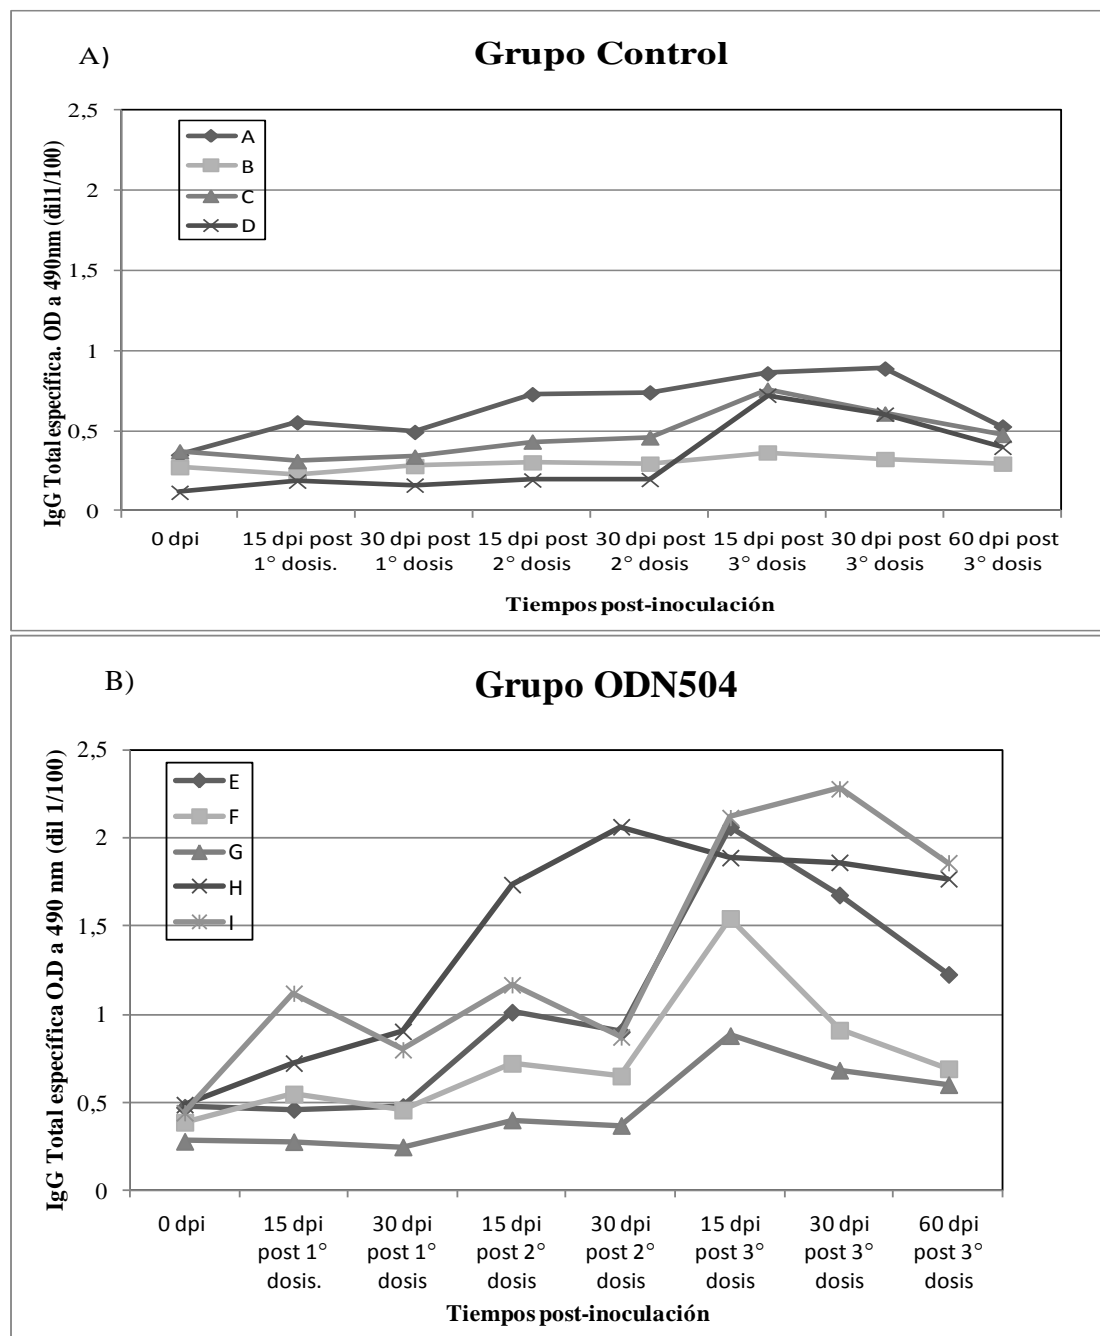 A)
Grupo Control
IgG Total específica. OD a 490nm (dil1/100)
2,5
2
1,5
1
0,5
0
A
B
C
D
0 dpi
15 dpi post 1° dosis.
30 dpi post 1° dosis
15 dpi post 2° dosis
30 dpi post 2° dosis
15 dpi post 3° dosis
30 dpi post 3° dosis
60 dpi post 3° dosis
Tiempos post-inoculación
B)
Grupo ODN504
IgG Total específica O.D a 490 nm (dil 1/100)
2,5
2
1,5
1
0,5
0
E
F
G
H
I
0 dpi
15 dpi post 1° dosis.
30 dpi post 1° dosis
15 dpi post 2° dosis
30 dpi post 2° dosis
15 dpi post 3° dosis
30 dpi post 3° dosis
60 dpi post 3° dosis
Tiempos post-inoculación